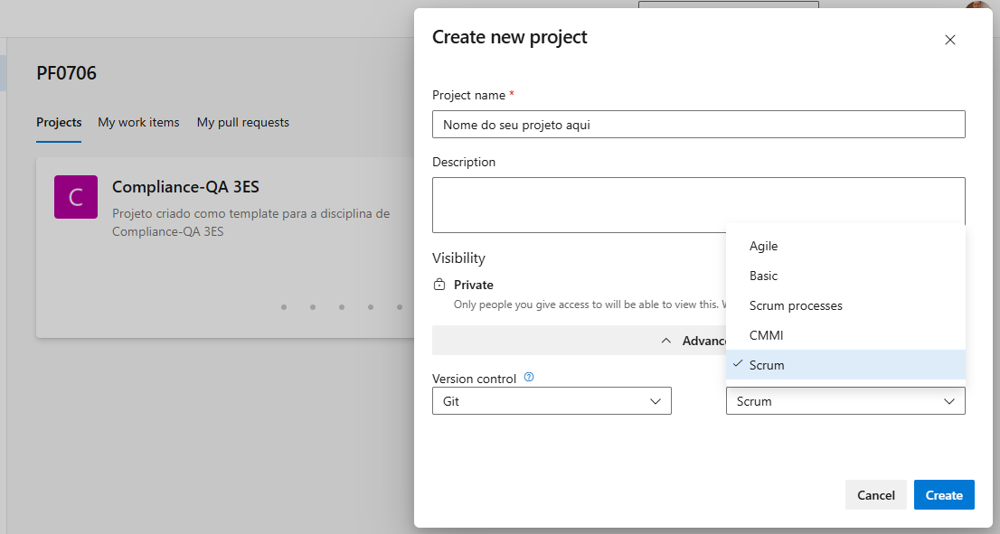 PF0706
Projects My work items My pull requests
C
Compliance-QA 3ES
Projeto criado como template para a disciplina de
Compliance-QA 3ES
Create new project
Project name *
Nome do seu projeto aqui
Description
Visibility
Private
Only people you give access to will be able to view this.
Advance
Version control
Git
Agile
Basic
Scrum processes
CMMI
Scrum
Scrum
Cancel
Create